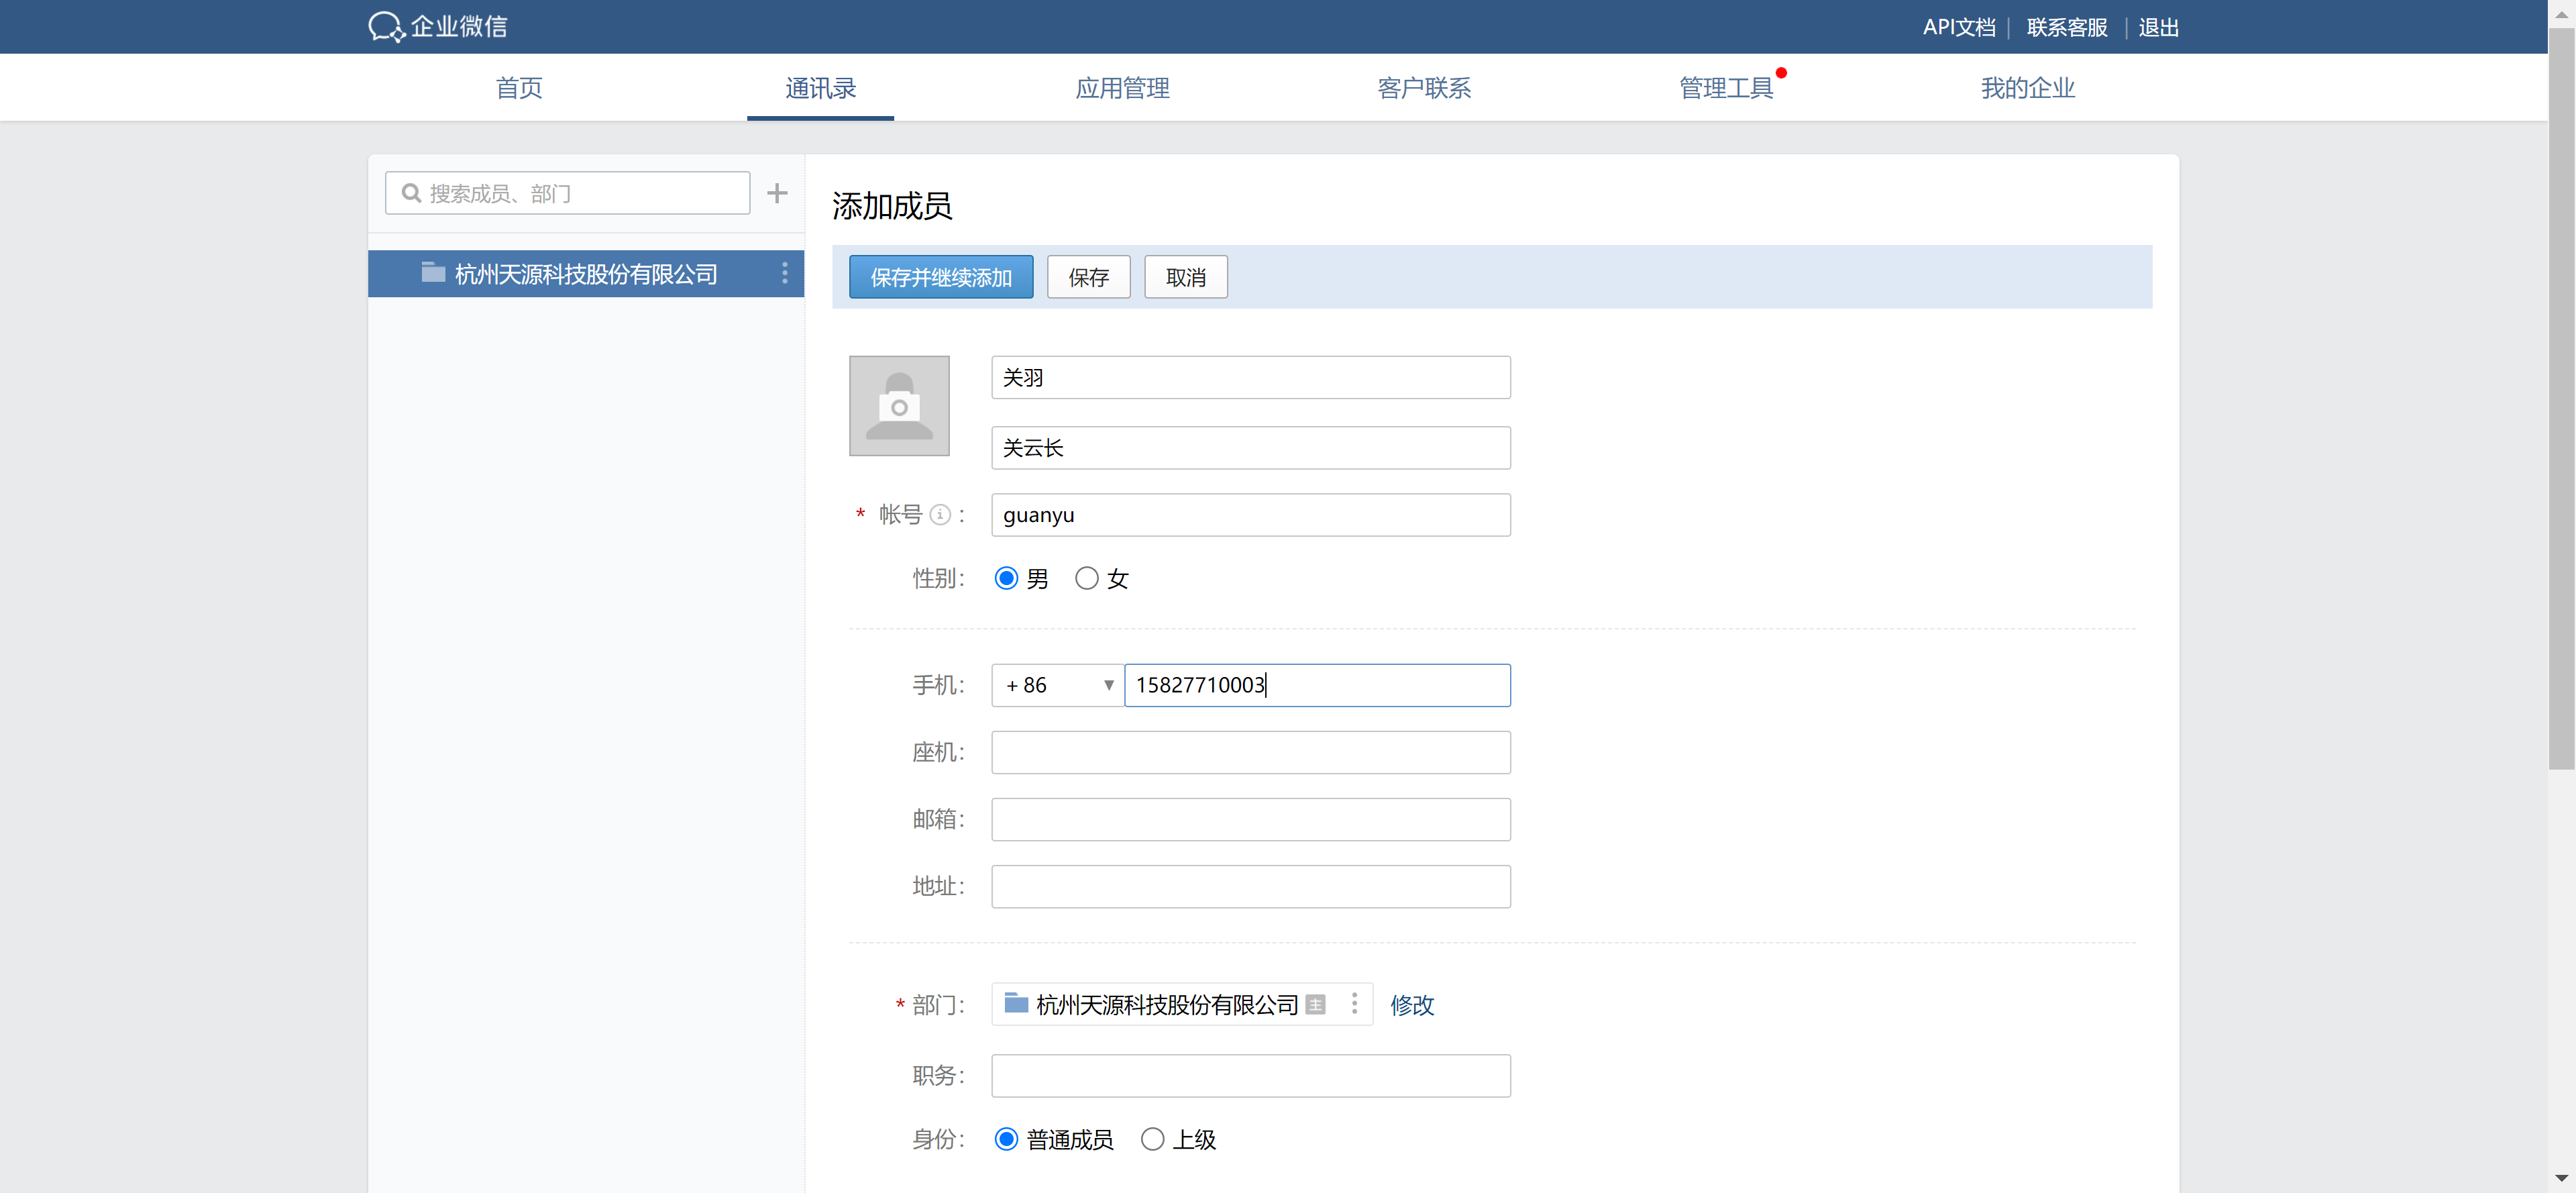 企业微信
API文档 | 联系客服 | 退出
首页 通讯录 应用管理 客户联系 管理工具 我的企业
搜索成员、部门 +
杭州天源科技股份有限公司
添加成员
保存并继续添加 保存 取消
关羽
关云长
* 帐号 i : guanyu
性别: 男 女
手机: + 86 ▼ 15827710003
座机:
邮箱:
地址:
* 部门: 杭州天源科技股份有限公司 主 修改
职务:
身份: 普通成员 上级